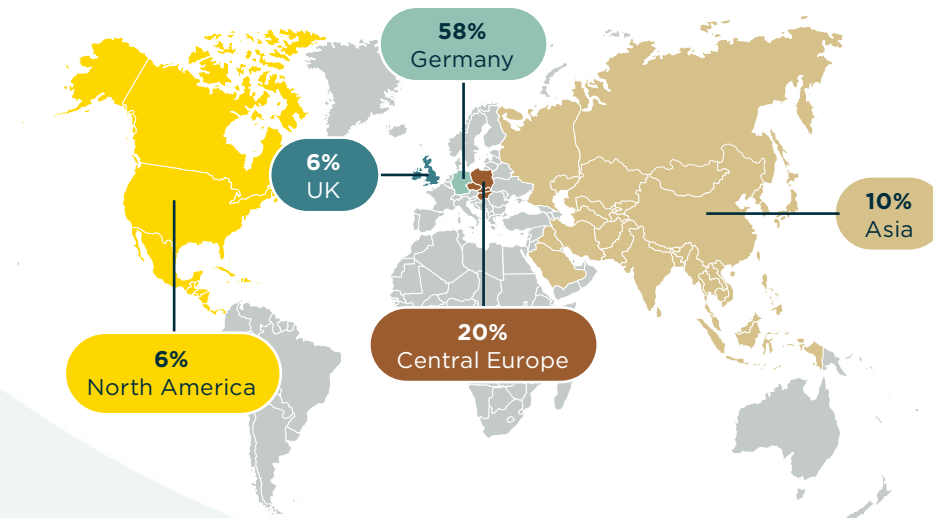 58%
Germany
6%
UK
10%
Asia
20%
Central Europe
6%
North America